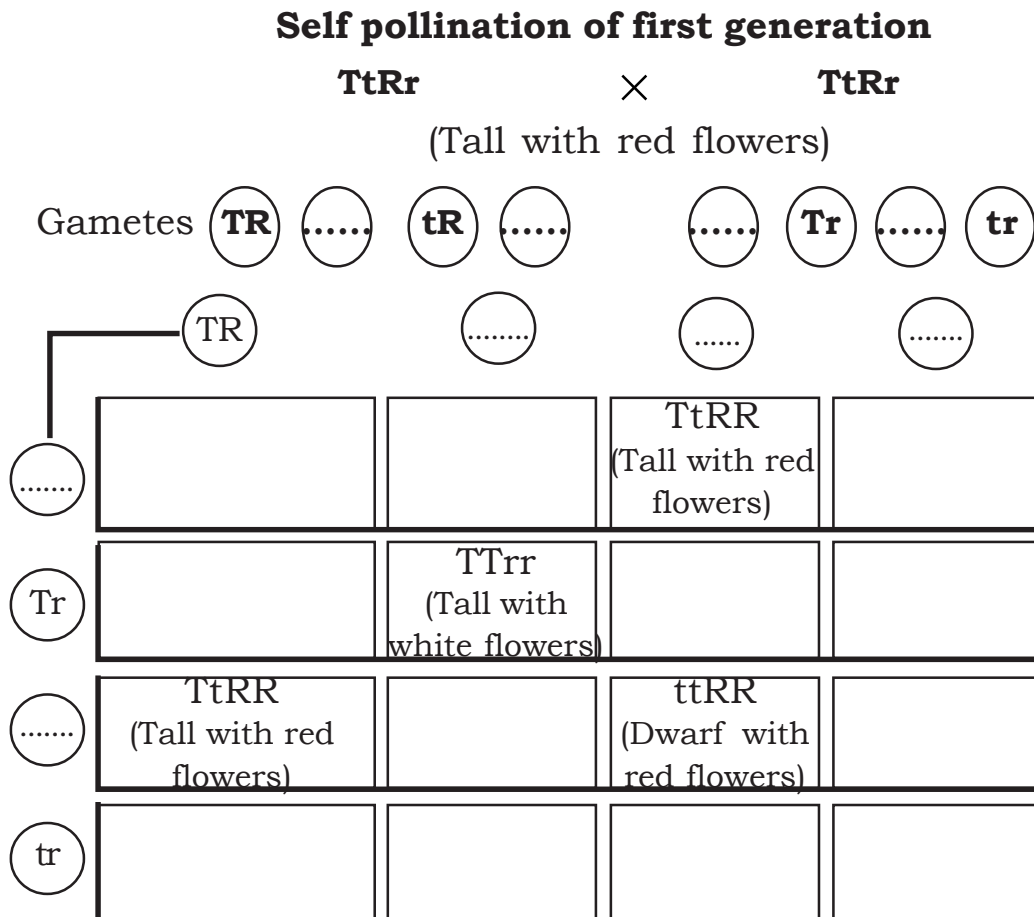 Self pollination of first generation
TtRr × TtRr
(Tall with red flowers)
Gametes TR ...... tR ...... ...... Tr ...... tr
TR ........ ...... .......
TtRR
(Tall with red
flowers)
.......
TTrr
(Tall with
white flowers)
Tr
TtRR
(Tall with red
flowers)
ttRR
(Dwarf with
red flowers)
.......
tr